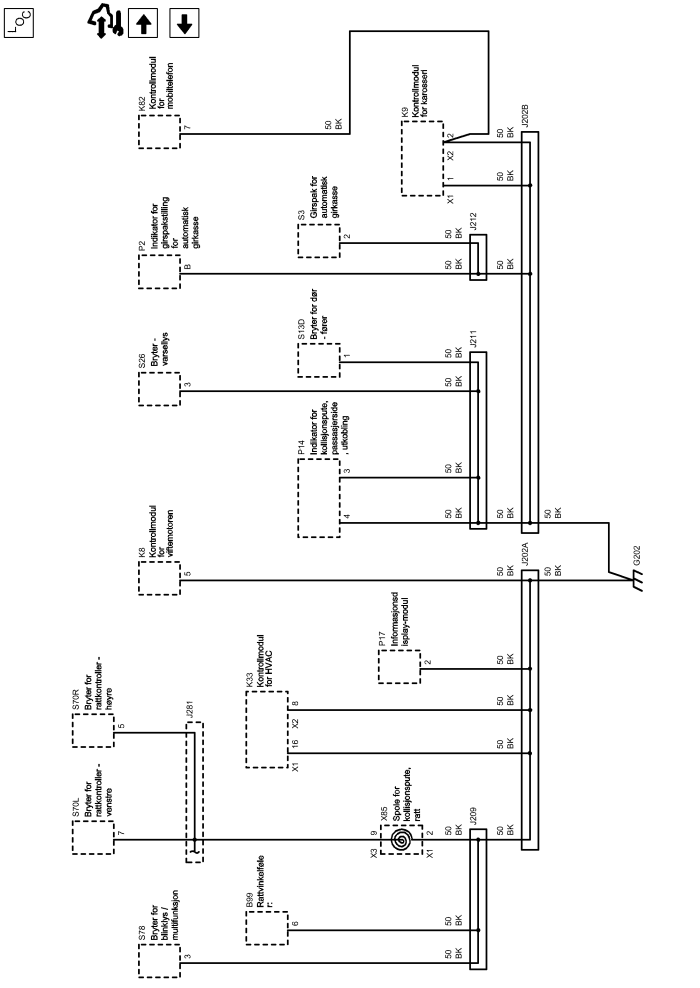 LOC
K82
Kontrollmodul
for
mobiltelefon
7
50
BK
K9
Kontrollmodul
for karosseri
2
X2
1
X1
50
BK
50
BK
J202B
P2
Indikator for
girspakstilling
for
automatisk
girkasse
B
S3
Girspak for
automatisk
girkasse
2
50
BK
50
BK
J212
50
BK
S26
Bryter -
varsellys
3
S13D
Bryter for dør
- fører
1
50
BK
50
BK
J211
P14
Indikator for
kollisjonspute,
passasjerside
, utkobling
3
4
50
BK
50
BK
50
BK
50
BK
K8
Kontrollmodul
for
viftemotoren
5
50
BK
J202A
50
BK
G202
P17
Informasjonsd
isplay-modul
2
50
BK
K33
Kontrollmodul
for HVAC
8
X2
16
X1
50
BK
50
BK
S70R
Bryter for
rattkontroller -
høyre
5
J281
S70L
Bryter for
rattkontroller -
venstre
7
X85
Spole for
kollisjonspute,
ratt
9
X3
2
X1
50
BK
J209
50
BK
B99
Rattvinkelføle
r:
6
50
BK
S78
Bryter for
blinklys /
multifunksjon
3
50
BK